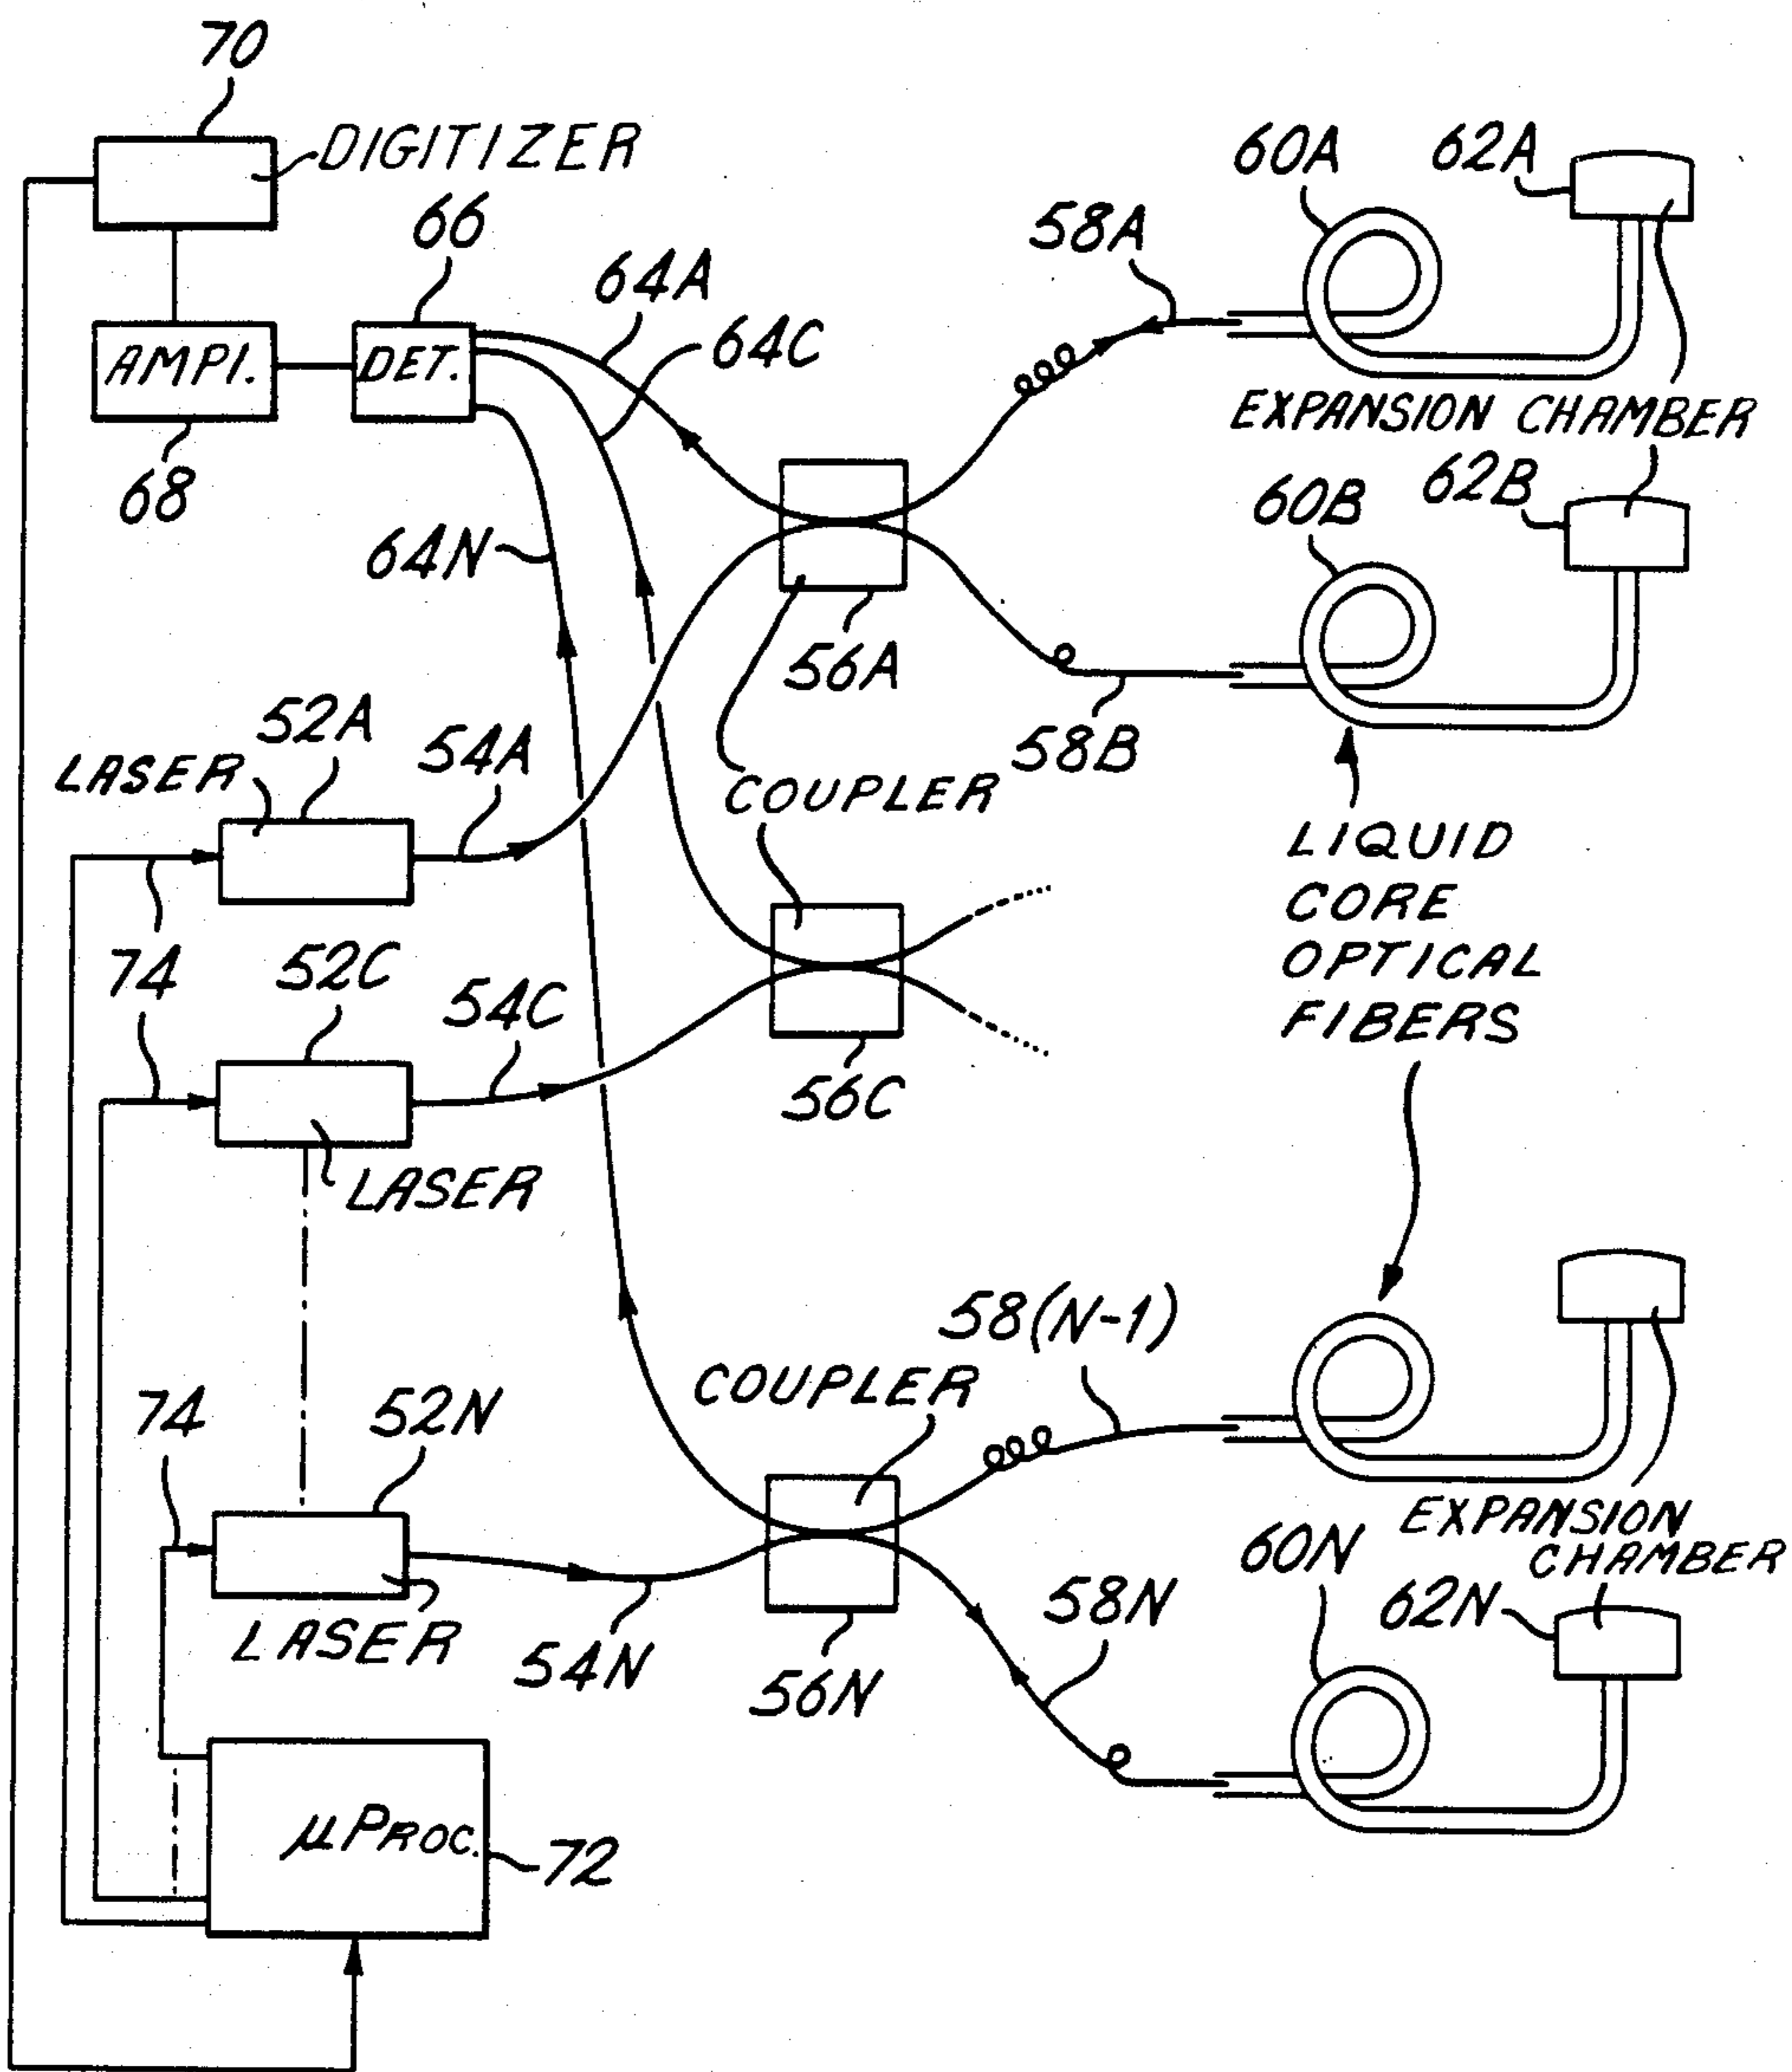 70
DIGITIZER
66
60A
62A
58A
64A
64C
AMPL.
DET.
EXPANSION CHAMBER
68
62B
60B
64N
56A
52A
54A
58B
LASER
COUPLER
LIQUID
CORE
OPTICAL
FIBERS
74
52C
54C
56C
LASER
58(N-1)
COUPLER
74
52N
EXPANSION
CHAMBER
60N
62N
58N
LASER
54N
56N
µPROC.
72